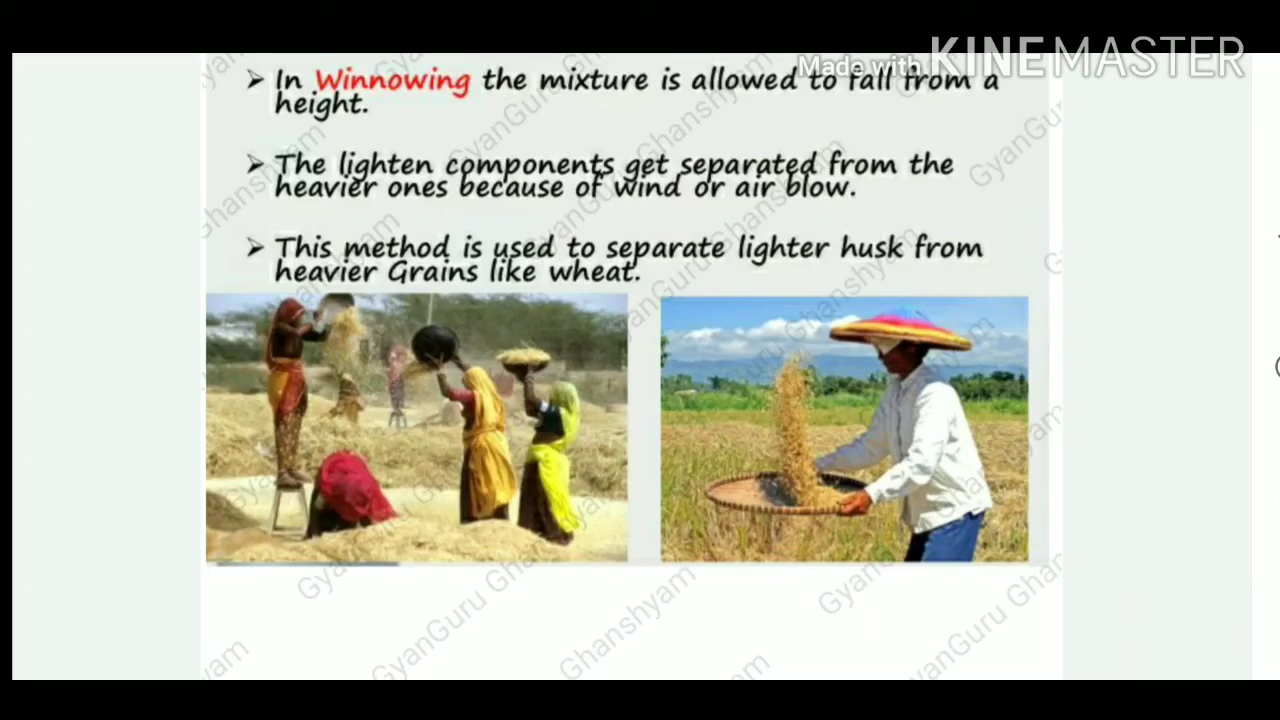 Made with KINEMASTER
➢ In Winnowing the mixture is allowed to fall from a
height.
➢ The lighten components get separated from the
heavier ones because of wind or air blow.
➢ This method is used to separate lighter husk from
heavier Grains like wheat.
GyanGuru Ghanshyam